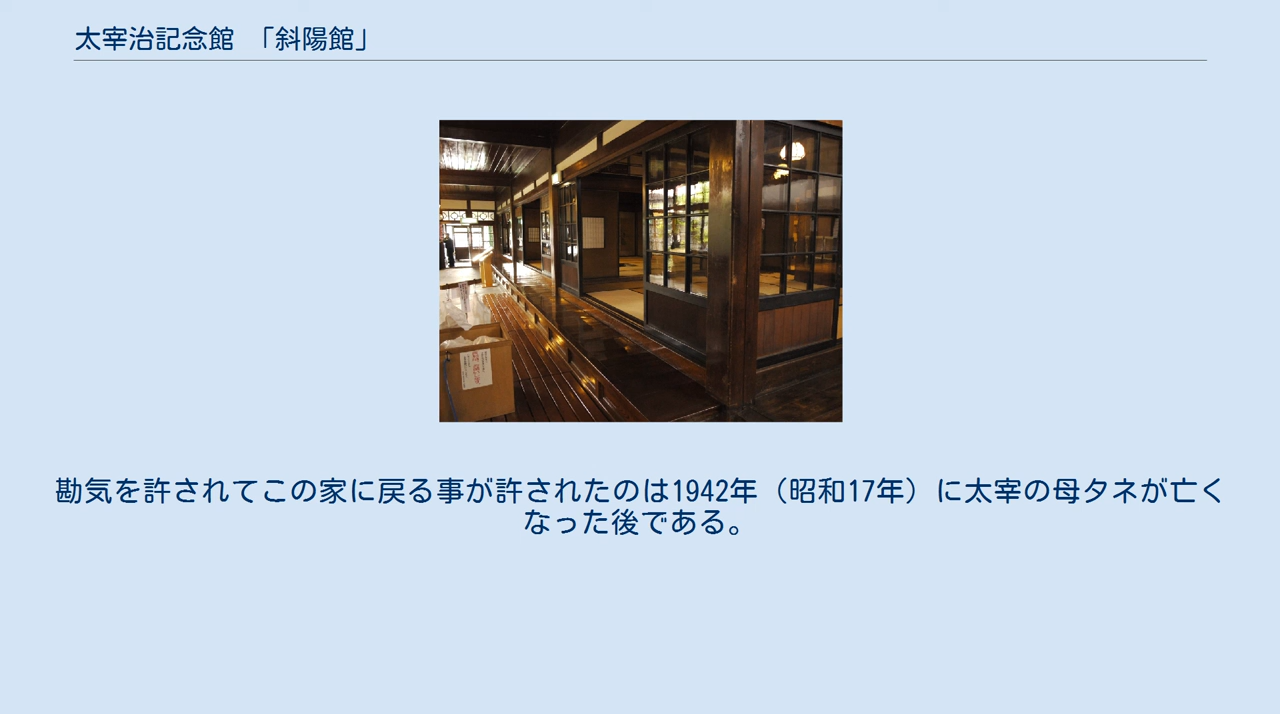 太宰治記念館 「斜陽館」
勘気を許されてこの家に戻る事が許されたのは1942年（昭和17年）に太宰の母タネが亡く
なった後である。